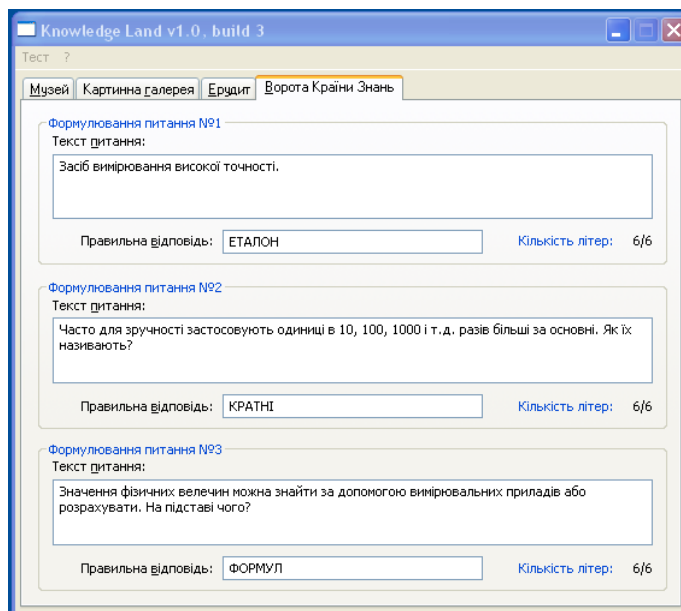 Knowledge Land v1.0, build 3
Тест ?
Музей Картинна галерея Ерудит Ворота Країни Знань
Формулювання питання №1
Текст питання:
Засіб вимірювання високої точності.
Правильна відповідь: ЕТАЛОН Кількість літер: 6/6
Формулювання питання №2
Текст питання:
Часто для зручності застосовують одиниці в 10, 100, 1000 і т.д. разів більші за основні. Як їх
називають?
Правильна відповідь: КРАТНІ Кількість літер: 6/6
Формулювання питання №3
Текст питання:
Значення фізичних велечин можна знайти за допомогою вимірювальних приладів або
розрахувати. На підставі чого?
Правильна відповідь: ФОРМУЛ Кількість літер: 6/6